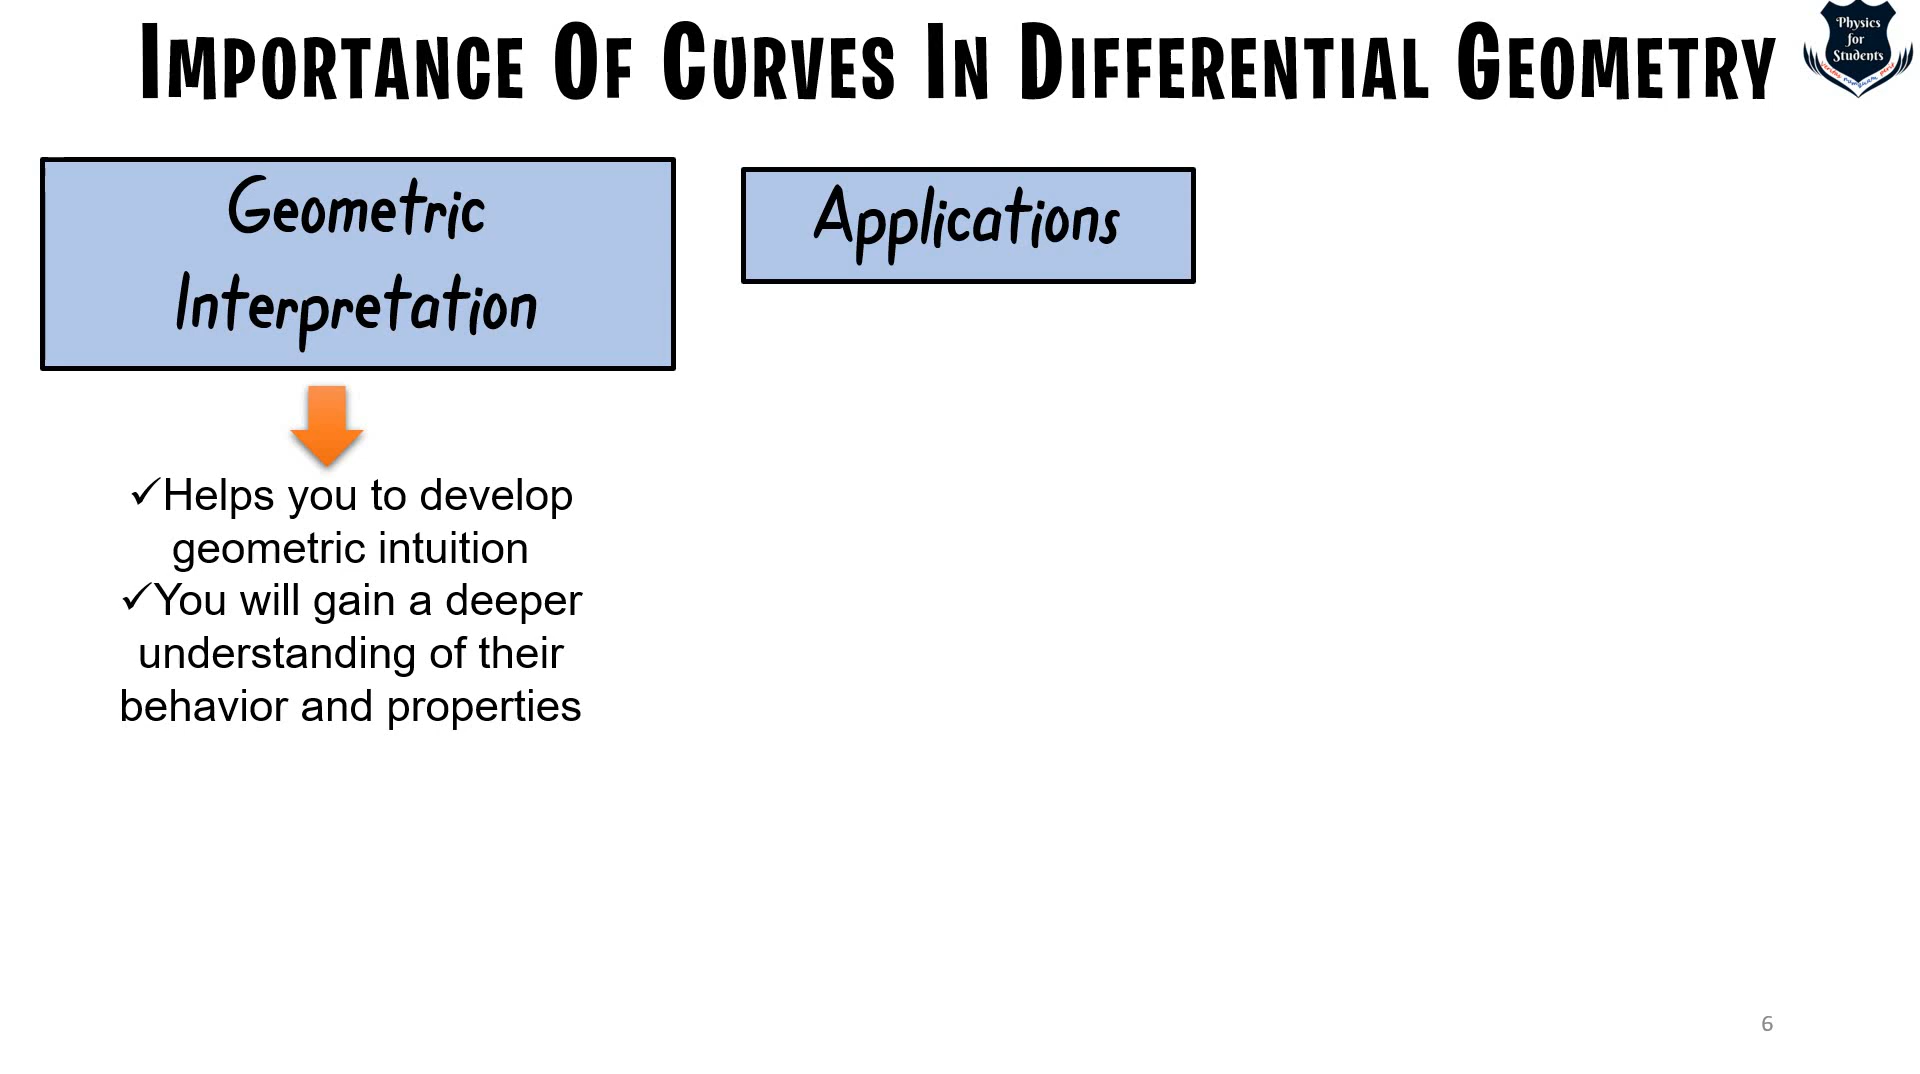 IMPORTANCE OF CURVES IN DIFFERENTIAL GEOMETRY
Physics
for
Students
Geometric
Interpretation
Applications
✓Helps you to develop
geometric intuition
✓You will gain a deeper
understanding of their
behavior and properties
6